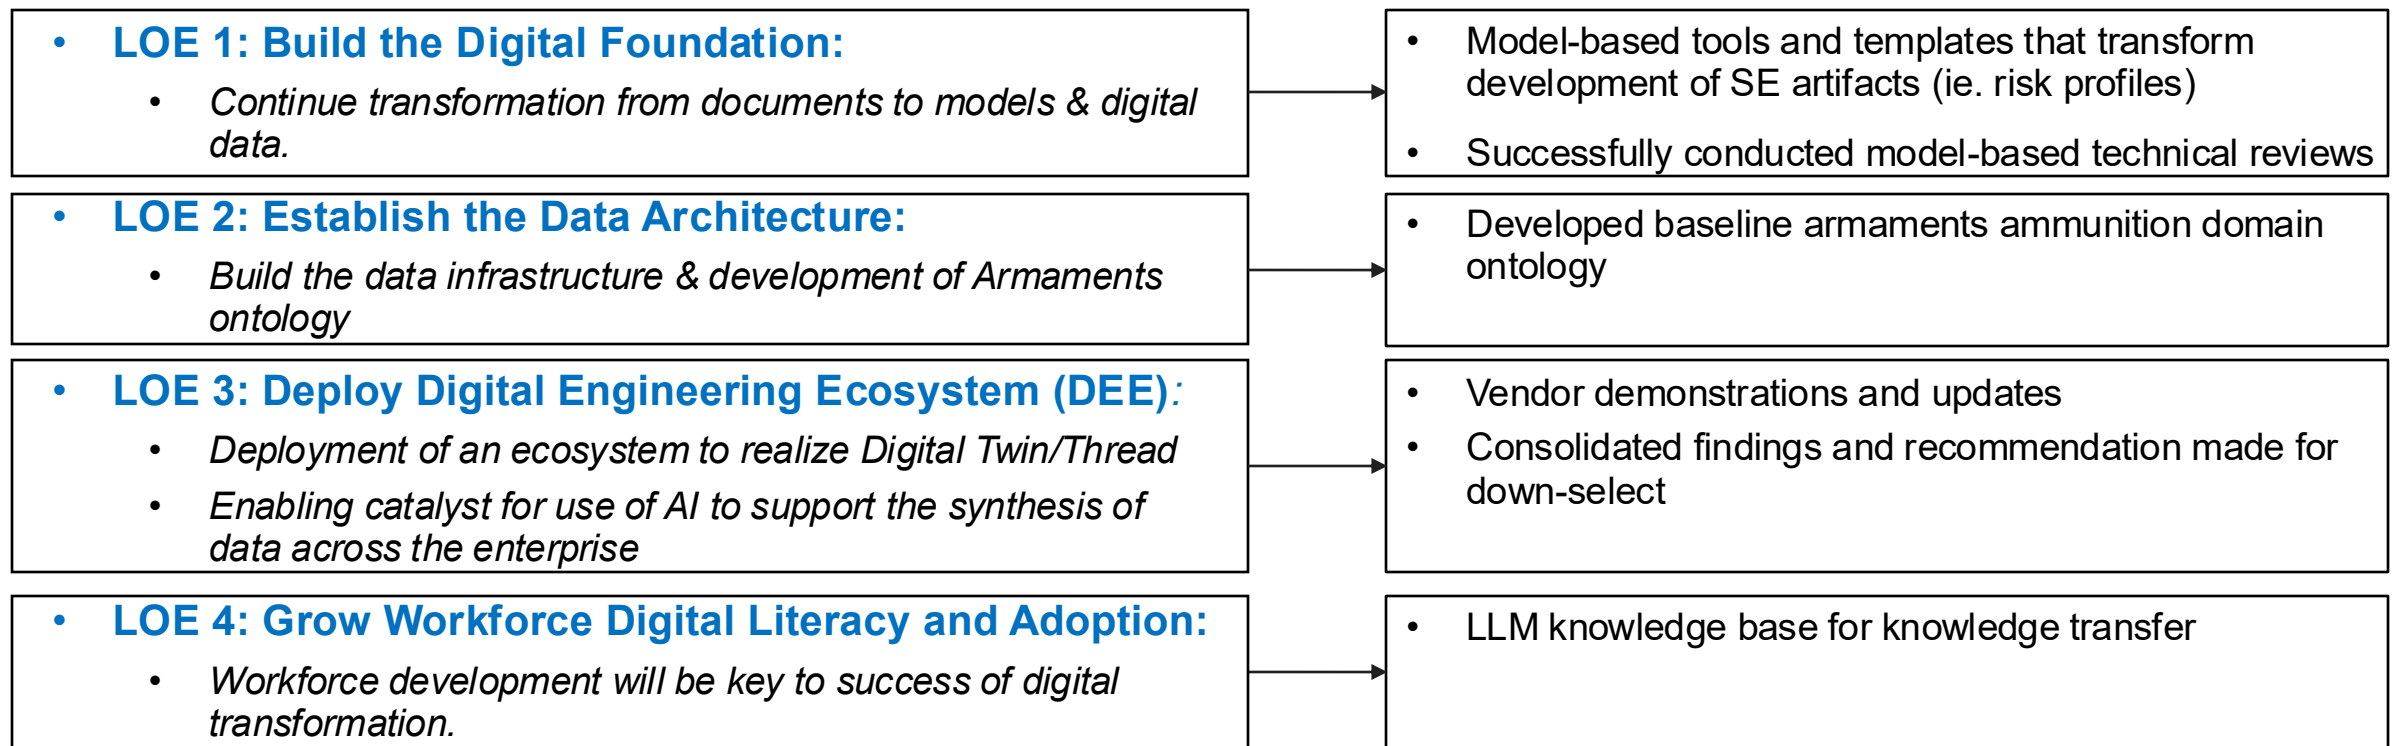 • LOE 1: Build the Digital Foundation:
• Continue transformation from documents to models & digital
data.
• Model-based tools and templates that transform
development of SE artifacts (ie. risk profiles)
• Successfully conducted model-based technical reviews
• LOE 2: Establish the Data Architecture:
• Build the data infrastructure & development of Armaments
ontology
• Developed baseline armaments ammunition domain
ontology
• LOE 3: Deploy Digital Engineering Ecosystem (DEE):
• Deployment of an ecosystem to realize Digital Twin/Thread
• Enabling catalyst for use of AI to support the synthesis of
data across the enterprise
• Vendor demonstrations and updates
• Consolidated findings and recommendation made for
down-select
• LOE 4: Grow Workforce Digital Literacy and Adoption:
• Workforce development will be key to success of digital
transformation.
• LLM knowledge base for knowledge transfer